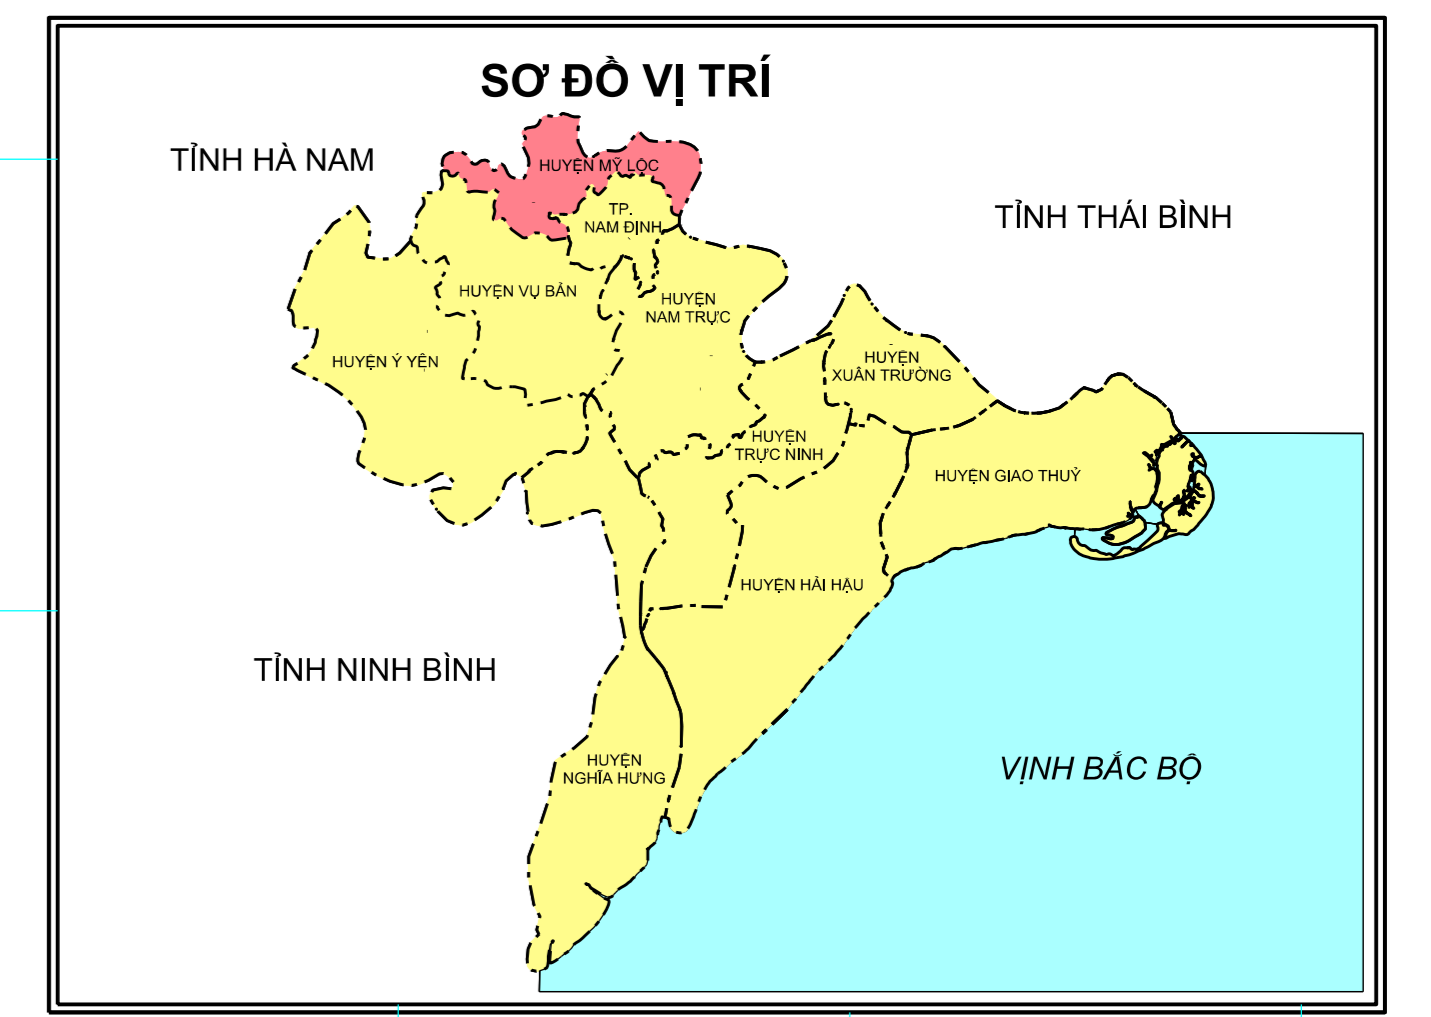 SƠ ĐỒ VỊ TRÍ
TỈNH HÀ NAM
HUYỆN MỸ LỘC
TỈNH THÁI BÌNH
TP.
NAM ĐỊNH
HUYỆN VỤ BẢN
HUYỆN
NAM TRỰC
HUYỆN Ý YÊN
HUYỆN
XUÂN TRƯỜNG
HUYỆN
TRỰC NINH
HUYỆN GIAO THUỶ
HUYỆN HẢI HẬU
TỈNH NINH BÌNH
HUYỆN
NGHĨA HƯNG
VỊNH BẮC BỘ